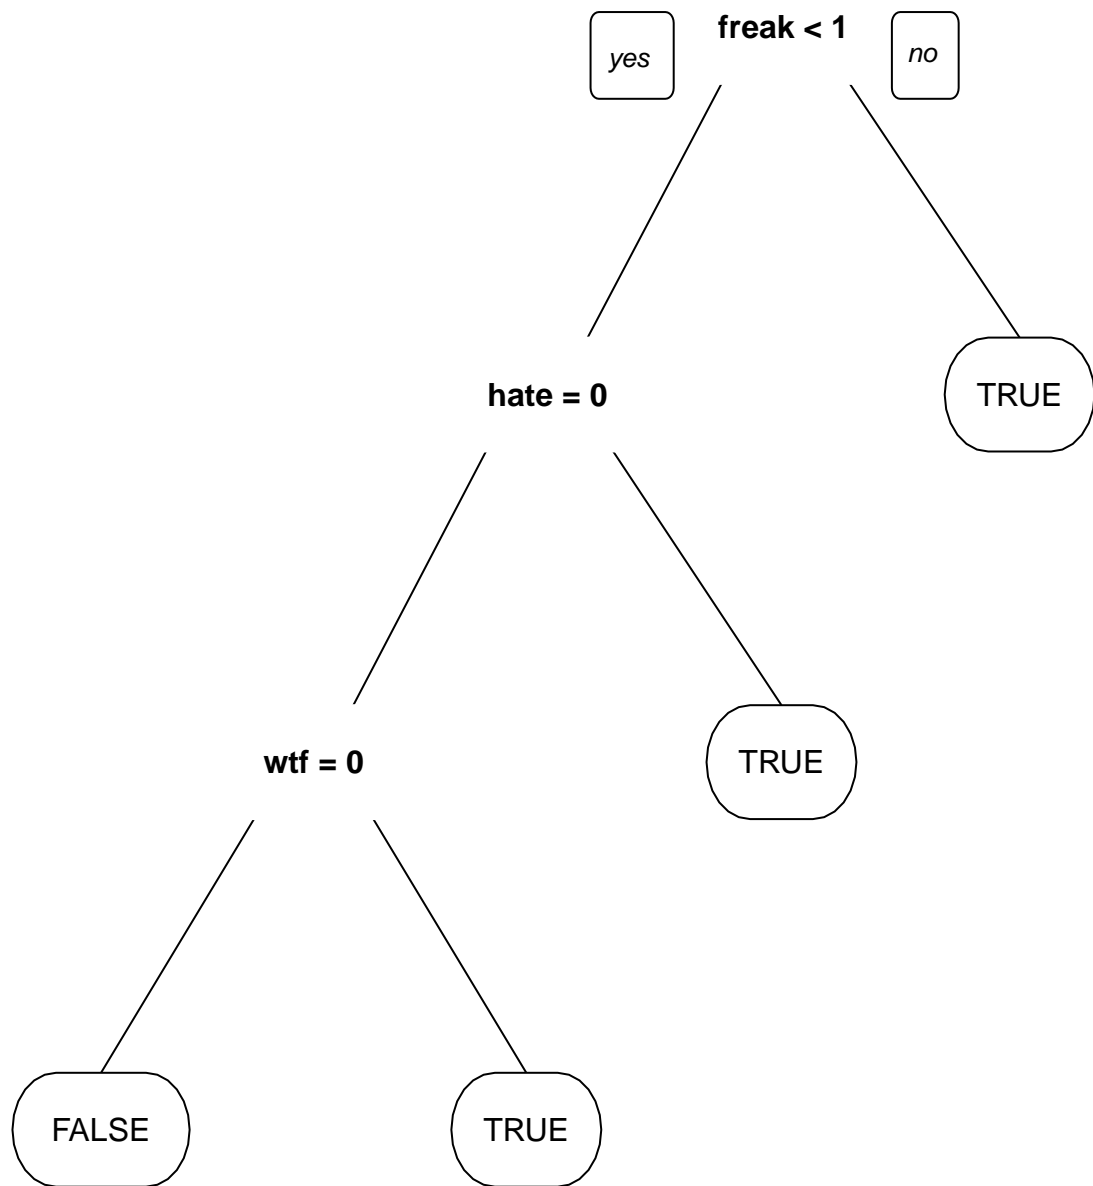 freak < 1
yes
no
hate = 0
TRUE
wtf = 0
TRUE
FALSE
TRUE